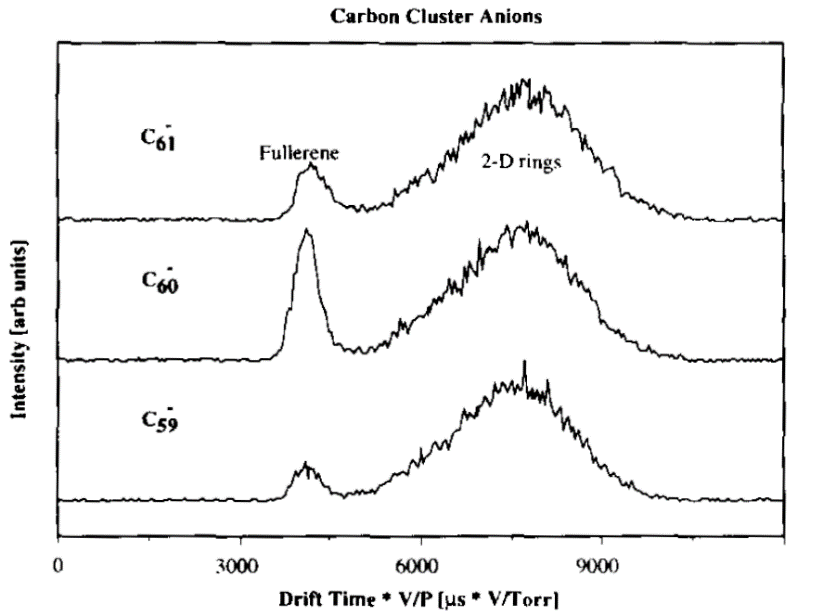 Carbon Cluster Anions
C61-
Fullerene
2-D rings
C60-
C59-
Intensity [arb units]
0 3000 6000 9000
Drift Time * V/P [μs * V/Torr]